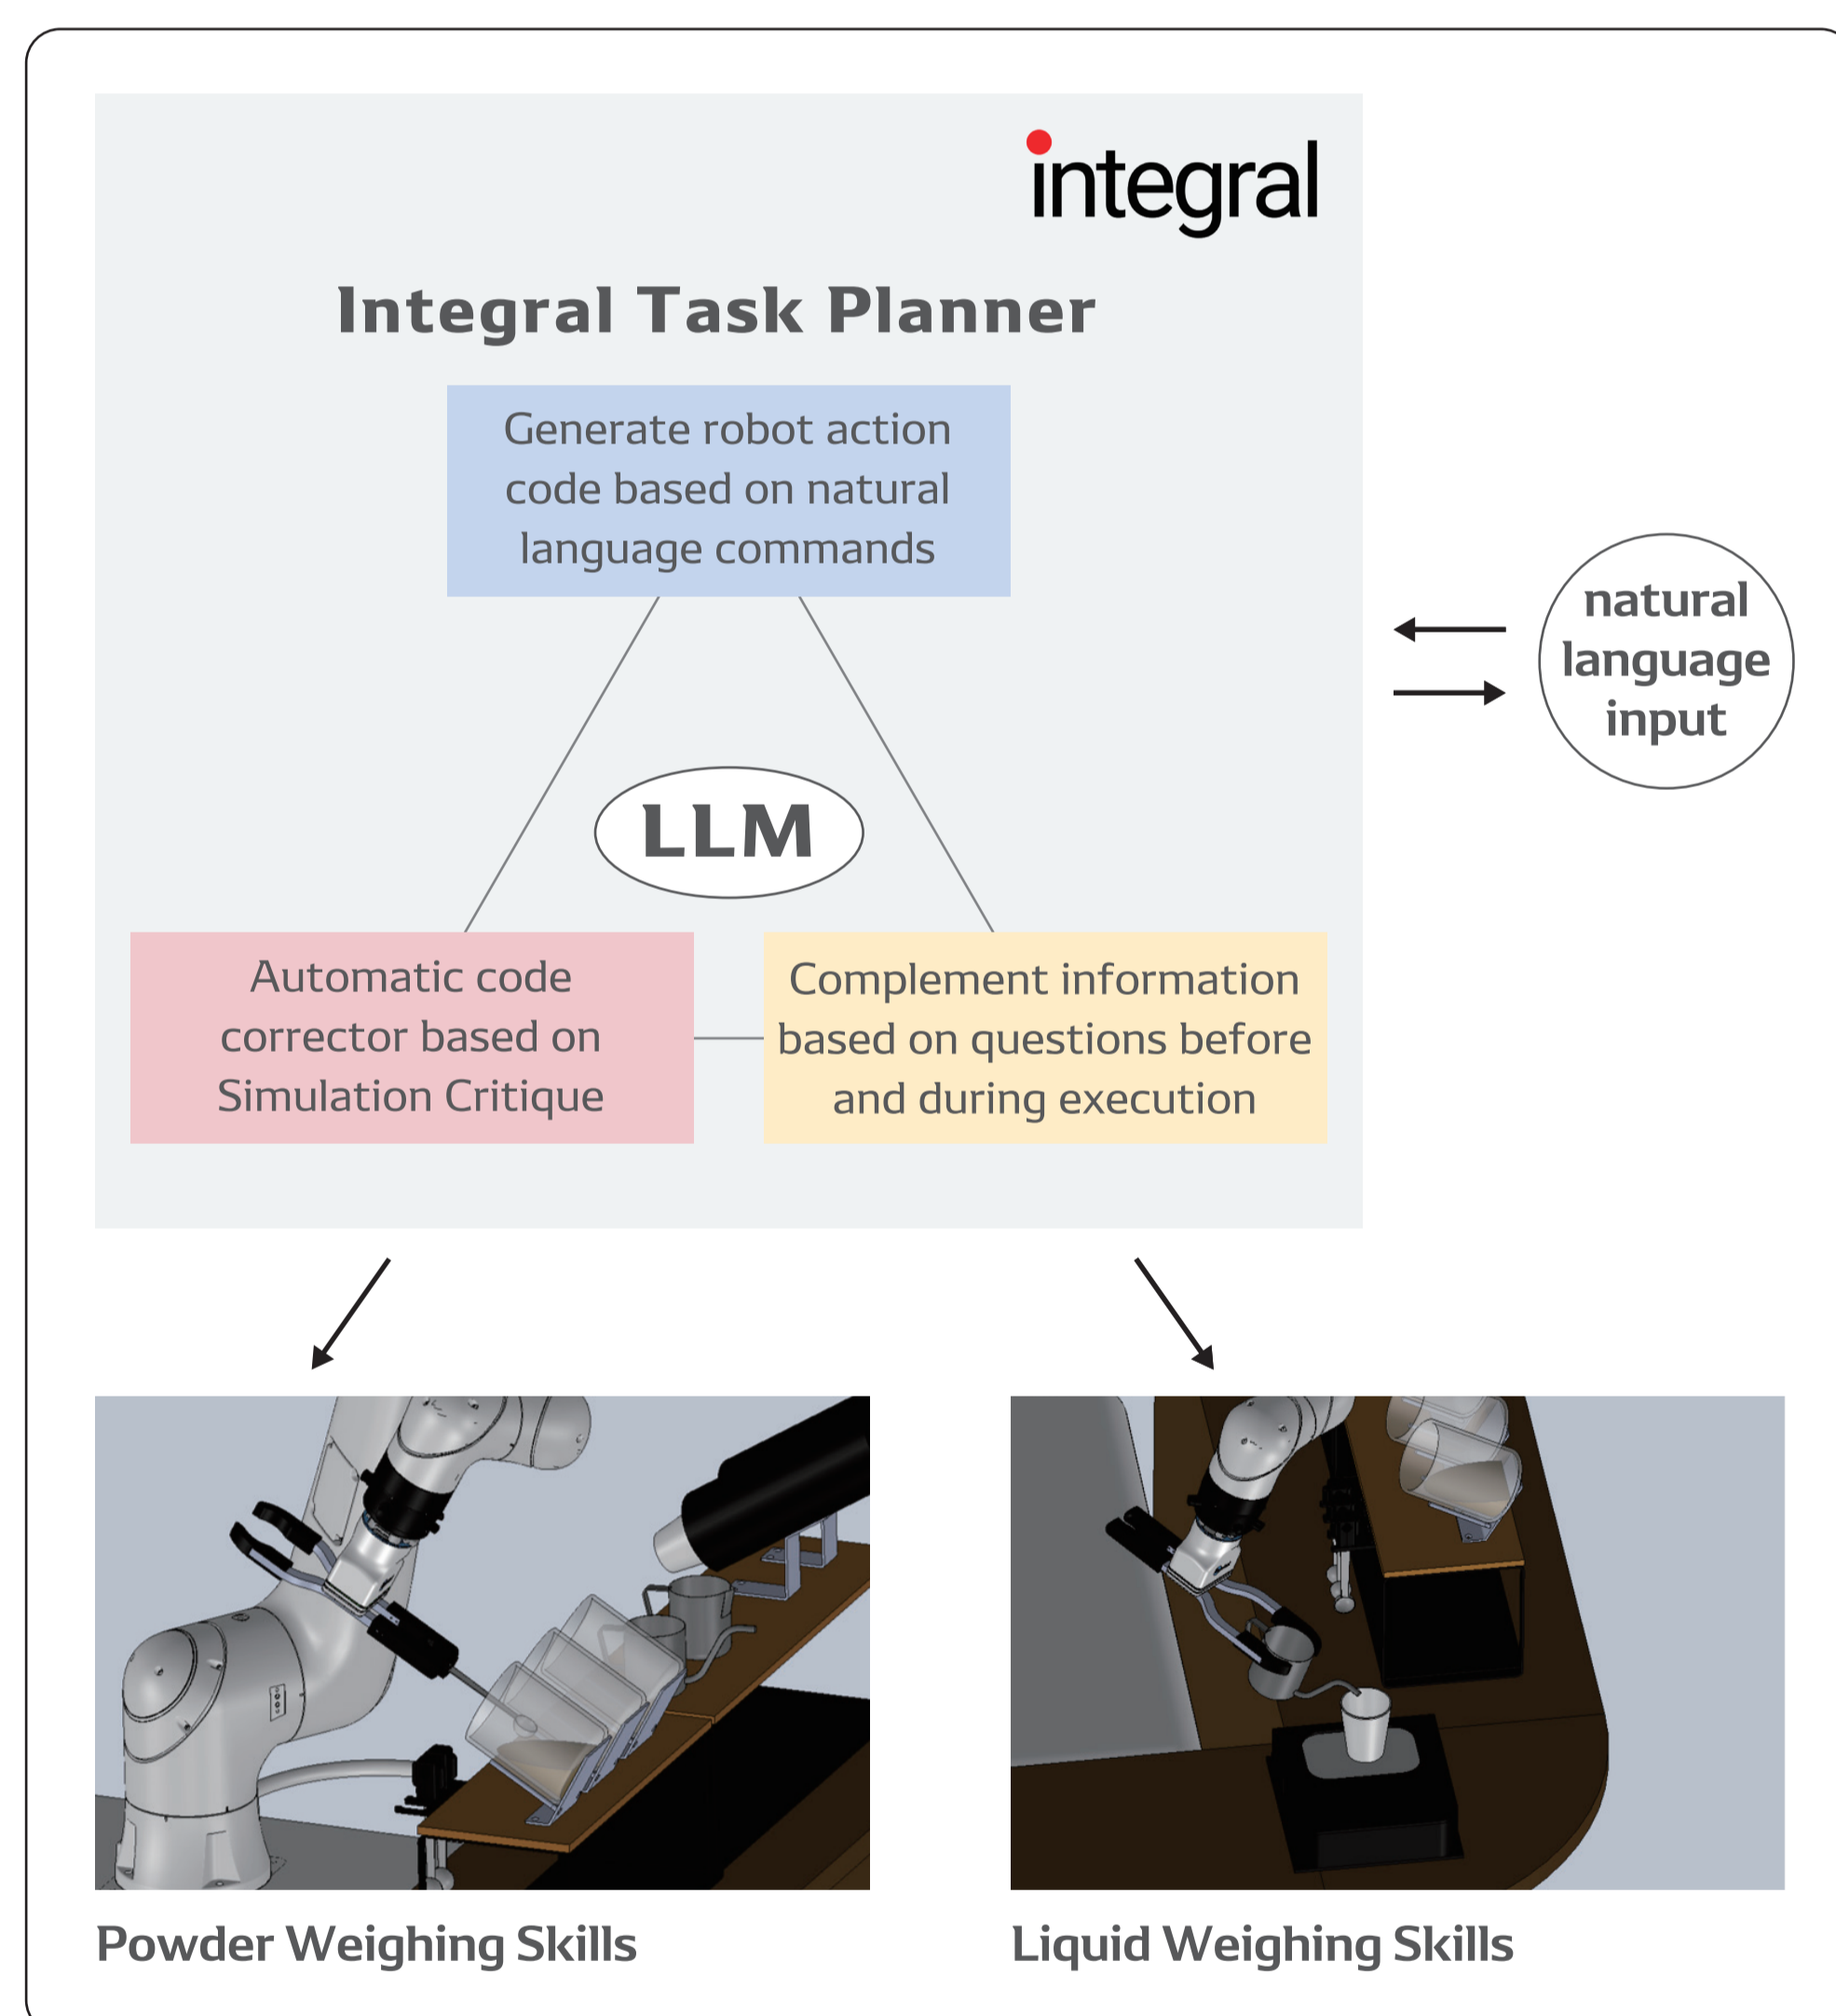 integral
Integral Task Planner
Generate robot action
code based on natural
language commands
natural
language
input
LLM
Automatic code
corrector based on
Simulation Critique
Complement information
based on questions before
and during execution
Powder Weighing Skills
Liquid Weighing Skills